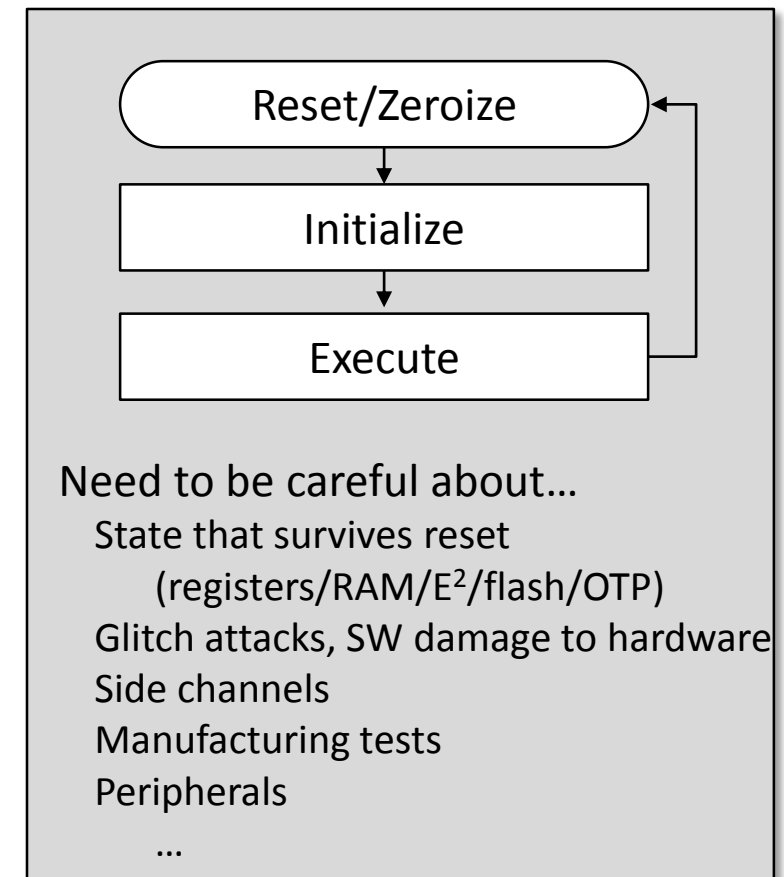 Reset/Zeroize
Initialize
Execute
Need to be careful about…
State that survives reset
(registers/RAM/E²/flash/OTP)
Glitch attacks, SW damage to hardware
Side channels
Manufacturing tests
Peripherals
…